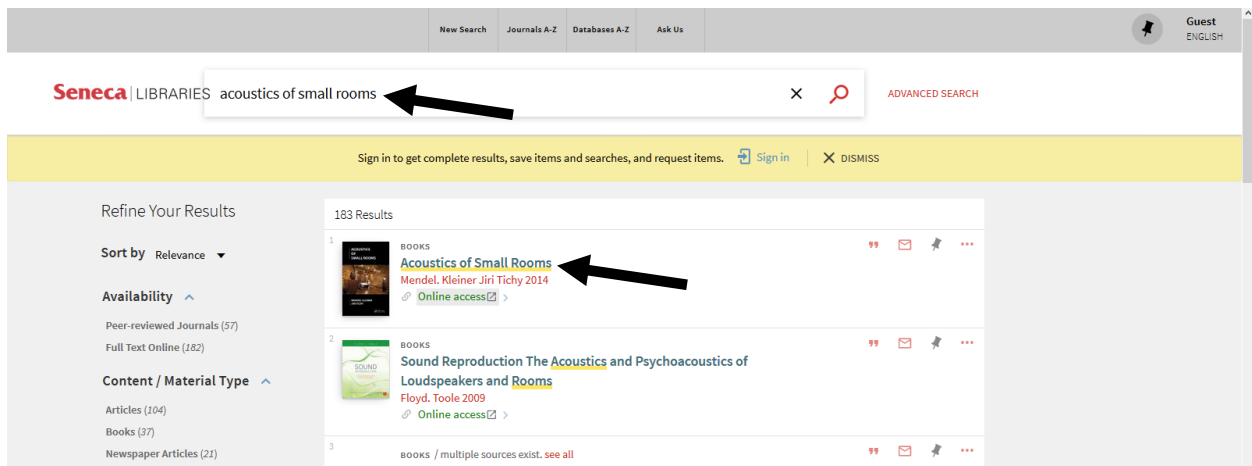 New Search Journals A-Z Databases A-Z Ask Us
Guest
ENGLISH
Seneca | LIBRARIES acoustics of small rooms ADVANCED SEARCH
Sign in to get complete results, save items and searches, and request items. Sign in DISMISS
Refine Your Results
Sort by Relevance
Availability
Peer-reviewed Journals (57)
Full Text Online (182)
Content / Material Type
Articles (104)
Books (37)
Newspaper Articles (21)
183 Results
1
ACOUSTICS
OF
SMALL ROOMS
BOOKS
Acoustics of Small Rooms
Mendel. Kleiner Jiri Tichy 2014
Online access
2
SOUND
BOOKS
Sound Reproduction The Acoustics and Psychoacoustics of
Loudspeakers and Rooms
Floyd. Toole 2009
Online access
3
BOOKS / multiple sources exist. see all